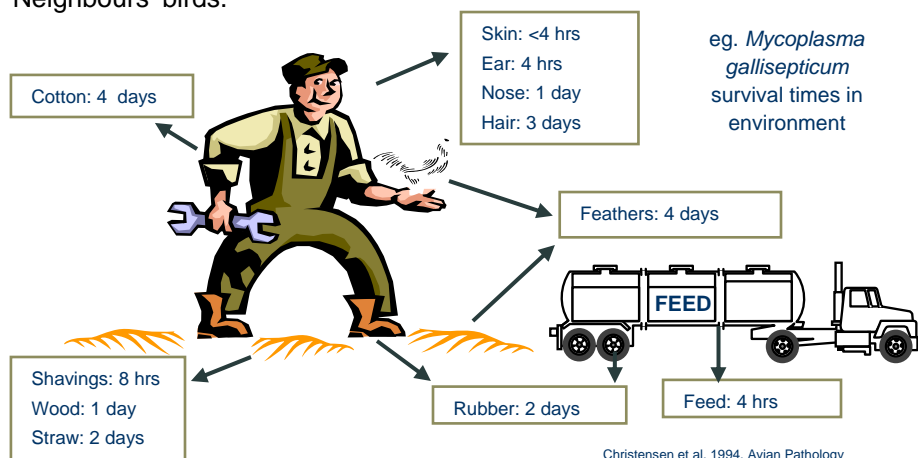 Neighbours' birds.
Skin: <4 hrs
Ear: 4 hrs
Nose: 1 day
Hair: 3 days
eg. Mycoplasma
gallisepticum
survival times in
environment
Cotton: 4 days
Feathers: 4 days
FEED
Shavings: 8 hrs
Wood: 1 day
Straw: 2 days
Rubber: 2 days
Feed: 4 hrs
Christensen et al. 1994. Avian Pathology